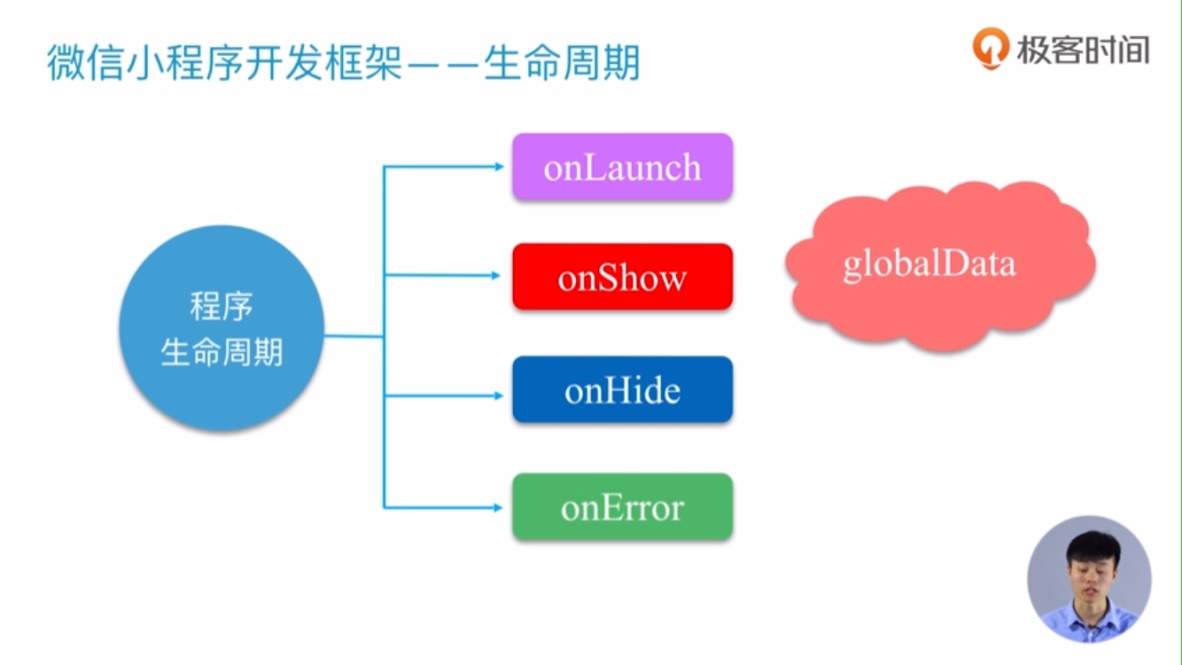 微信小程序开发框架——生命周期
极客时间
程序
生命周期
onLaunch
onShow
onHide
onError
globalData